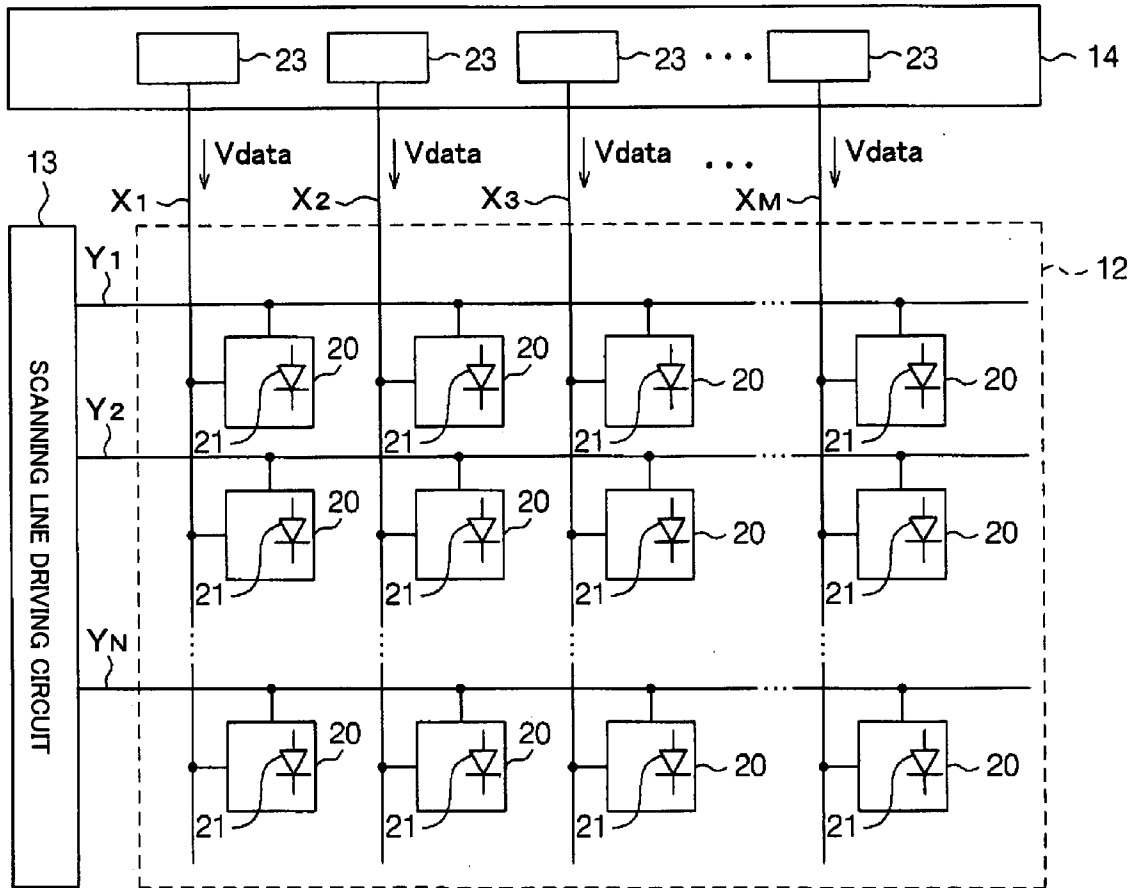 23 23 23 ... 23 14
Vdata Vdata Vdata ... Vdata
13
X1 X2 X3 XM
Y1
12
20 20 20 20
SCANNING LINE DRIVING CIRCUIT
21 21 21 21
Y2
20 20 20 20
21 21 21 21
YN
20 20 20 20
21 21 21 21